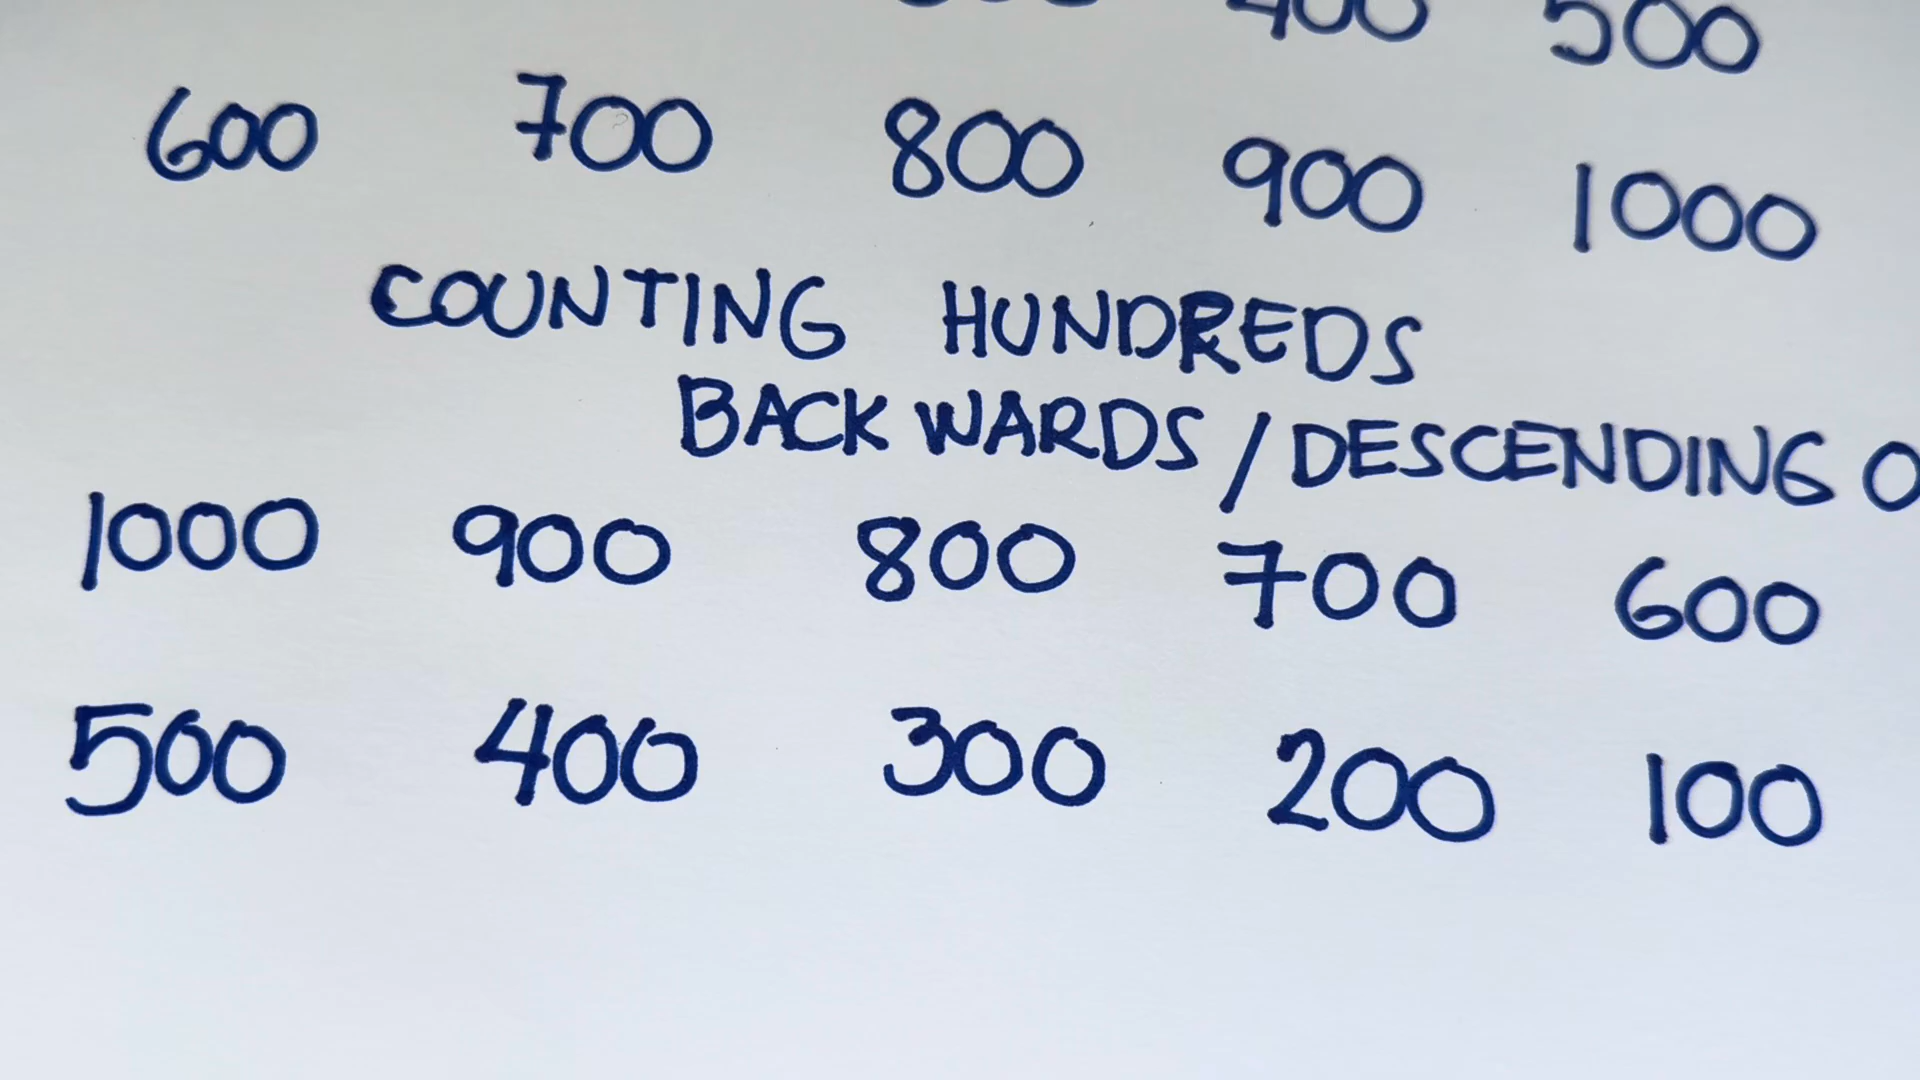 400 500
600 700 800 900 1000
COUNTING HUNDREDS
BACKWARDS / DESCENDING O
1000 900 800 700 600
500 400 300 200 100